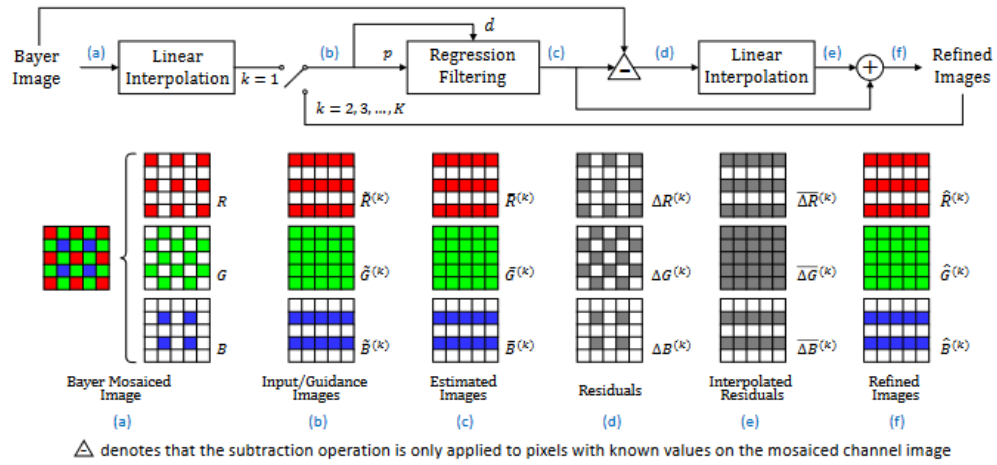 Bayer Image
(a)
Linear Interpolation
k = 1
(b)
k = 2, 3, ..., K
p
d
Regression Filtering
(c)
(d)
Linear Interpolation
(e)
(f)
Refined Images
R
G
B
R̃⁽ᵏ⁾
G̃⁽ᵏ⁾
B̃⁽ᵏ⁾
R̄⁽ᵏ⁾
Ḡ⁽ᵏ⁾
B̄⁽ᵏ⁾
ΔR⁽ᵏ⁾
ΔG⁽ᵏ⁾
ΔB⁽ᵏ⁾
Δ̅R̅⁽ᵏ⁾
Δ̅G̅⁽ᵏ⁾
Δ̅B̅⁽ᵏ⁾
R̂⁽ᵏ⁾
Ĝ⁽ᵏ⁾
B̂⁽ᵏ⁾
Bayer Mosaiced Image
(a)
Input/Guidance Images
(b)
Estimated Images
(c)
Residuals
(d)
Interpolated Residuals
(e)
Refined Images
(f)
denotes that the subtraction operation is only applied to pixels with known values on the mosaiced channel image